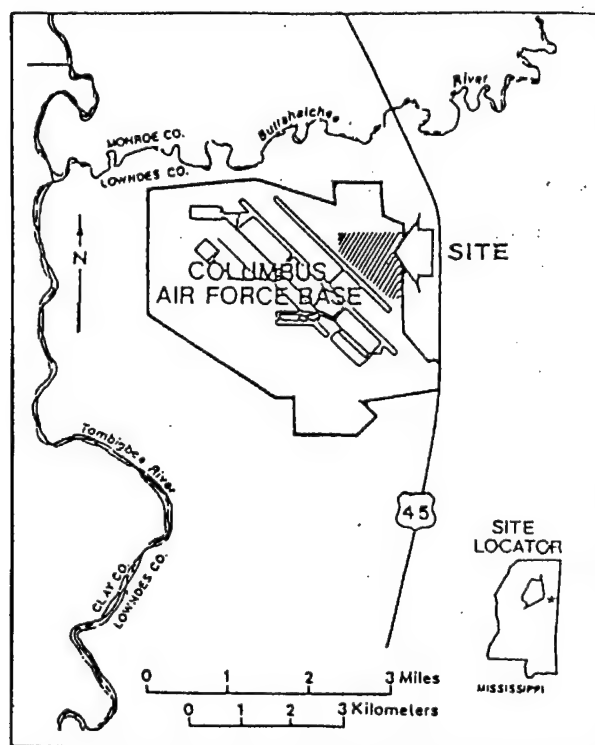 River
Buttahatchee
MONROE CO.
LOWNDES CO.
N
SITE
COLUMBUS
AIR FORCE BASE
Tombigbee River
45
CLAY CO.
LOWNDES CO.
SITE
LOCATOR
MISSISSIPPI
0 1 2 3 Miles
0 1 2 3 Kilometers